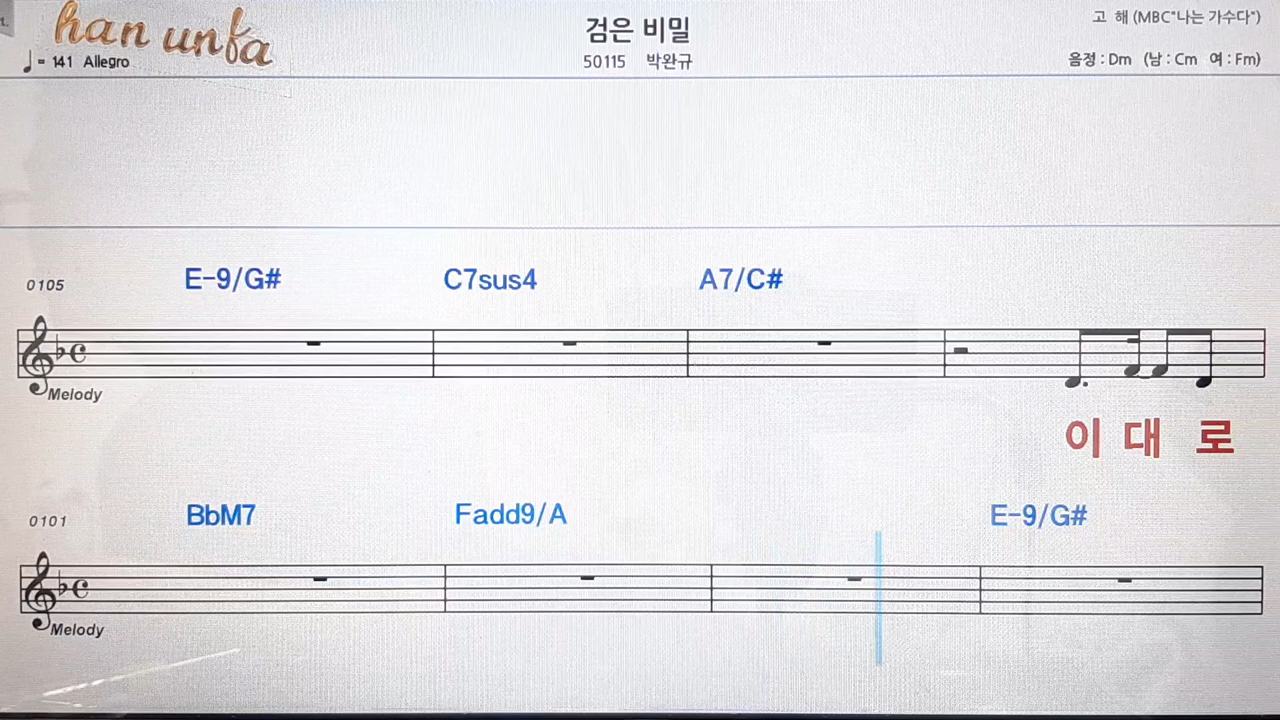 han unfa
검은 비밀
고 해 (MBC"나는 가수다")
♩ = 141 Allegro
50115 박완규
음정 : Dm (남 : Cm 여 : Fm)
0105 E-9/G# C7sus4 A7/C#
Melody
이 대 로
0101 BbM7 Fadd9/A E-9/G#
Melody